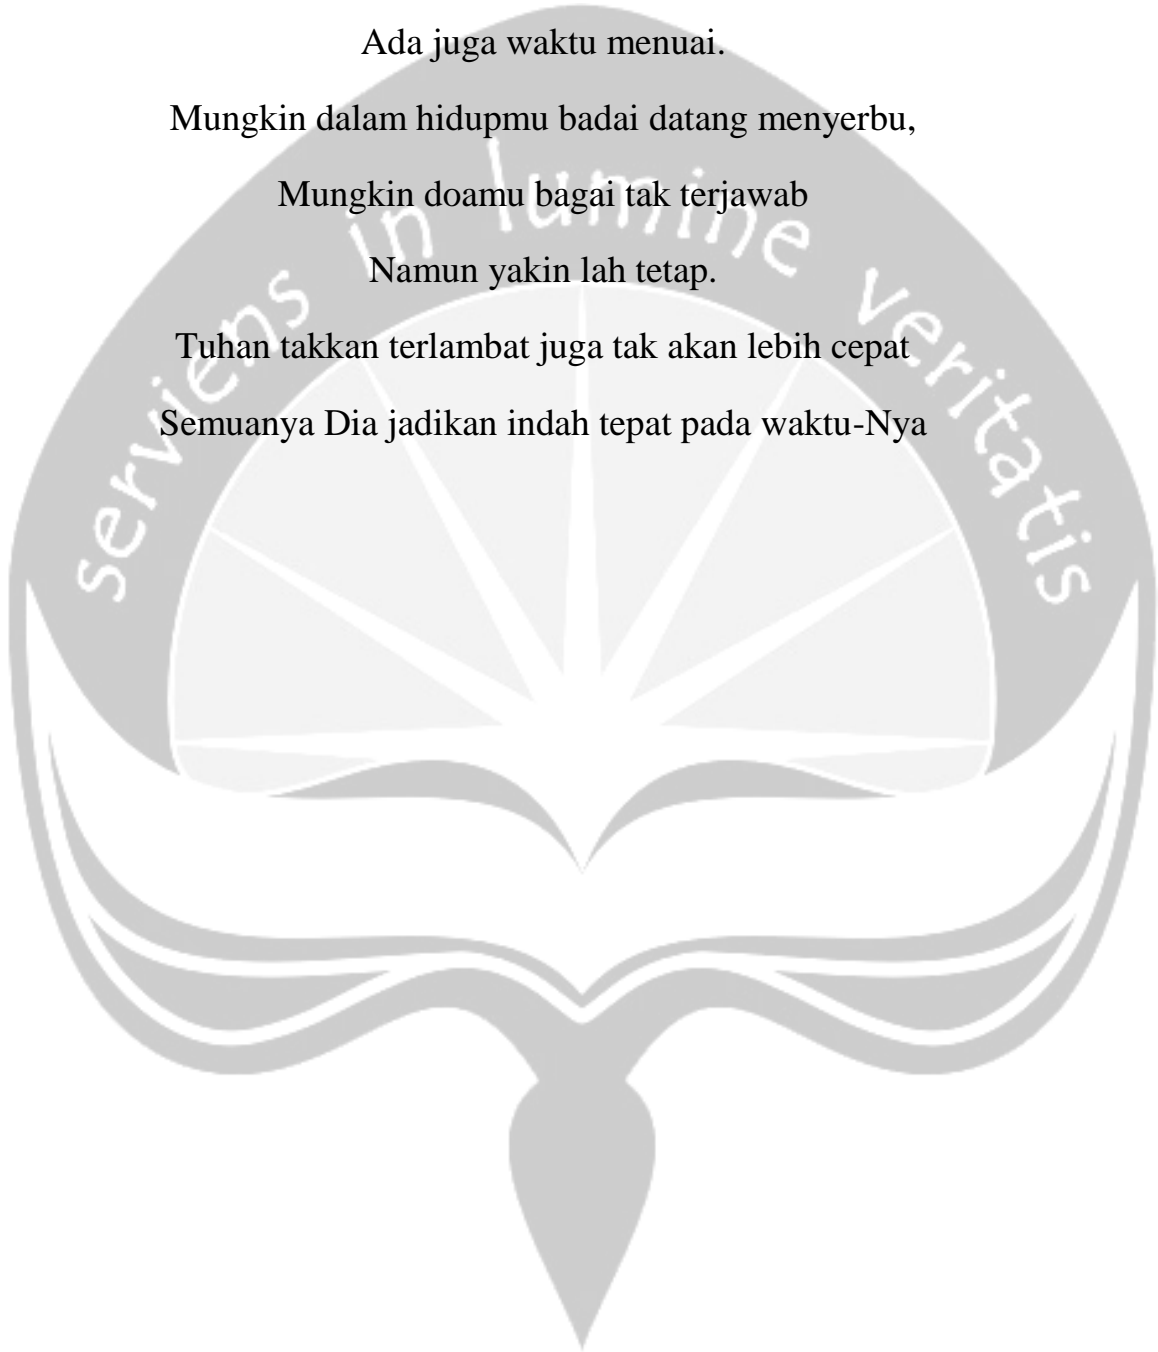 Ada juga waktu menuai.
Mungkin dalam hidupmu badai datang menyerbu,
Mungkin doamu bagai tak terjawab
Namun yakin lah tetap.
Tuhan takkan terlambat juga tak akan lebih cepat
Semuanya Dia jadikan indah tepat pada waktu-Nya
serviens in lumine veritatis